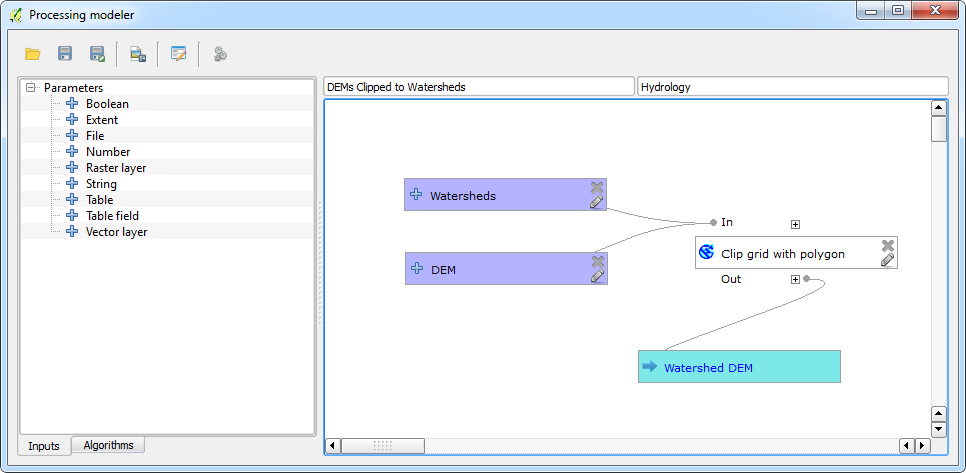 Processing modeler
Parameters
Boolean
Extent
File
Number
Raster layer
String
Table
Table field
Vector layer
Inputs
Algorithms
DEMs Clipped to Watersheds
Hydrology
Watersheds
DEM
In
Clip grid with polygon
Out
Watershed DEM